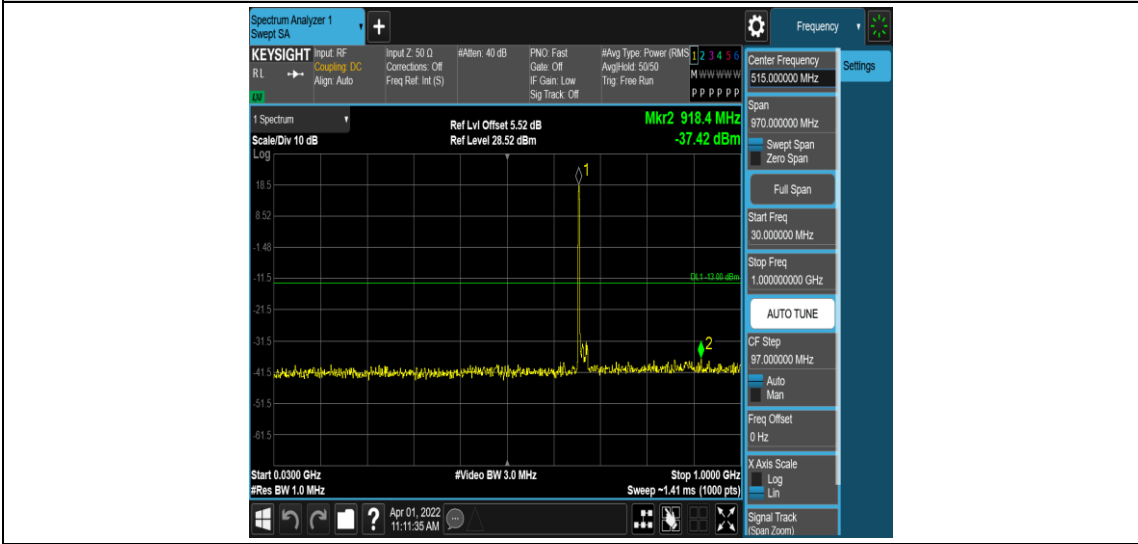 Spectrum Analyzer 1
Swept SA
+
Frequency
KEYSIGHT
RL
LXI
Input: RF
Coupling: DC
Align: Auto
Input Z: 50 Ω
Corrections: Off
Freq Ref: Int (S)
#Atten: 40 dB
PNO: Fast
Gate: Off
IF Gain: Low
Sig Track: Off
#Avg Type: Power (RMS
Avg|Hold: 50/50
Trig: Free Run
1 2 3 4 5 6
M W W W W W
P P P P P P
1 Spectrum
Scale/Div 10 dB
Log
Ref Lvl Offset 5.52 dB
Ref Level 28.52 dBm
Mkr2 918.4 MHz
-37.42 dBm
1
18.5
8.52
-1.48
-11.5
DL1 -13.00 dBm
-21.5
-31.5
2
-41.5
-51.5
-61.5
Start 0.0300 GHz
#Res BW 1.0 MHz
#Video BW 3.0 MHz
Stop 1.0000 GHz
Sweep ~1.41 ms (1000 pts)
Apr 01, 2022
11:11:35 AM
Center Frequency
515.000000 MHz
Settings
Span
970.000000 MHz
Swept Span
Zero Span
Full Span
Start Freq
30.000000 MHz
Stop Freq
1.000000000 GHz
AUTO TUNE
CF Step
97.000000 MHz
Auto
Man
Freq Offset
0 Hz
X Axis Scale
Log
Lin
Signal Track
(Span Zoom)